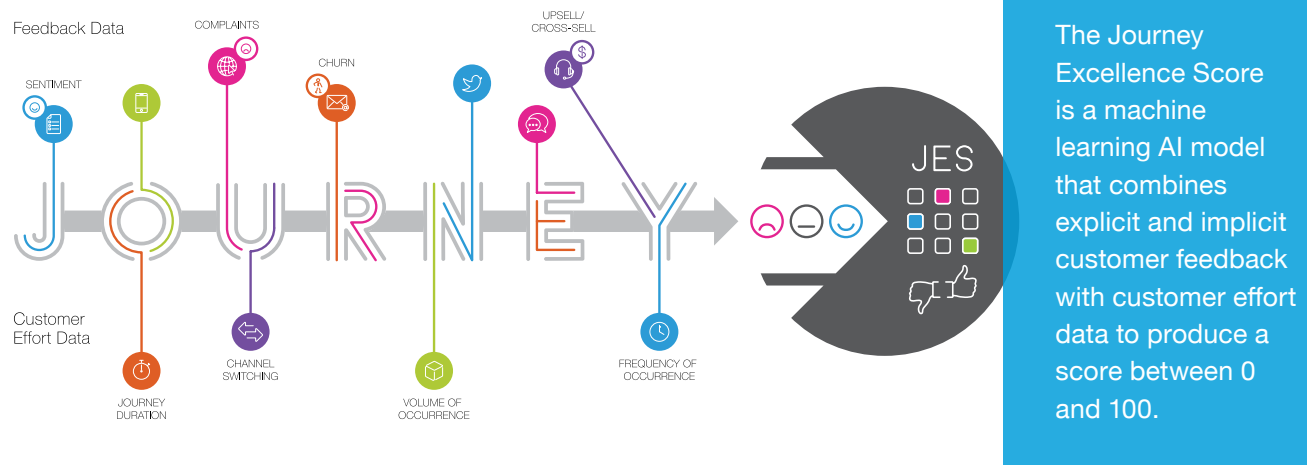 Feedback Data
SENTIMENT
COMPLAINTS
CHURN
UPSELL/
CROSS-SELL
$
JOURNEY
JES
Customer
Effort Data
JOURNEY
DURATION
CHANNEL
SWITCHING
VOLUME OF
OCCURRENCE
FREQUENCY OF
OCCURRENCE
The Journey
Excellence Score
is a machine
learning AI model
that combines
explicit and implicit
customer feedback
with customer effort
data to produce a
score between 0
and 100.